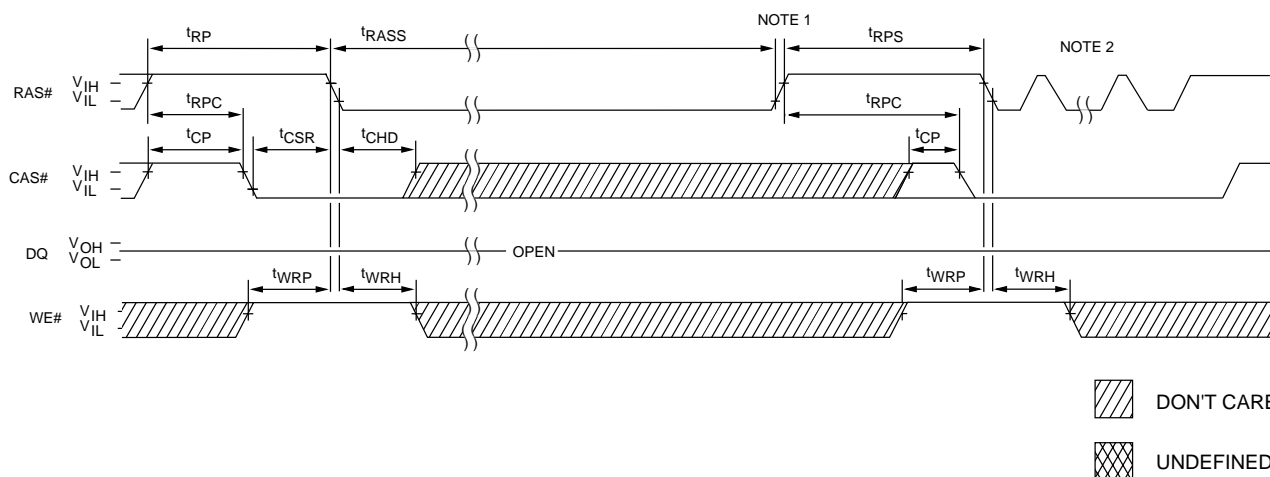 NOTE 1
tRP tRASS tRPS
NOTE 2
RAS# VIH
VIL
tRPC tRPC
tCP tCSR tCHD tCP
CAS# VIH
VIL
DQ VOH
VOL
OPEN
tWRP tWRH tWRP tWRH
WE# VIH
VIL
DON'T CARE
UNDEFINED